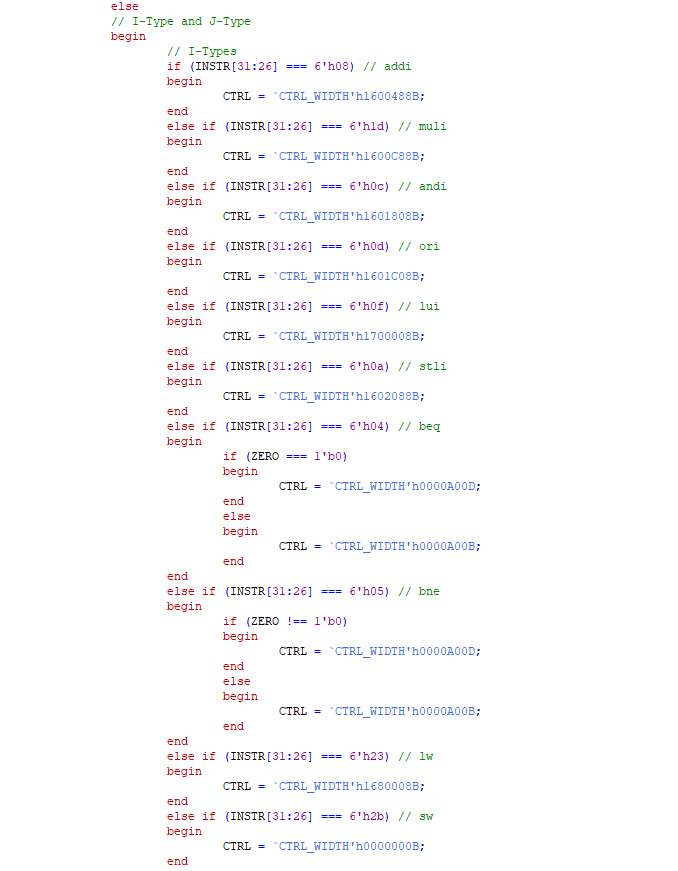 else
// I-Type and J-Type
begin
// I-Types
if (INSTR[31:26] === 6'h08) // addi
begin
CTRL = `CTRL_WIDTH'h1600488B;
end
else if (INSTR[31:26] === 6'h1d) // muli
begin
CTRL = `CTRL_WIDTH'h1600C88B;
end
else if (INSTR[31:26] === 6'h0c) // andi
begin
CTRL = `CTRL_WIDTH'h1601808B;
end
else if (INSTR[31:26] === 6'h0d) // ori
begin
CTRL = `CTRL_WIDTH'h1601C08B;
end
else if (INSTR[31:26] === 6'h0f) // lui
begin
CTRL = `CTRL_WIDTH'h1700008B;
end
else if (INSTR[31:26] === 6'h0a) // stli
begin
CTRL = `CTRL_WIDTH'h1602088B;
end
else if (INSTR[31:26] === 6'h04) // beq
begin
if (ZERO === 1'b0)
begin
CTRL = `CTRL_WIDTH'h0000A00D;
end
else
begin
CTRL = `CTRL_WIDTH'h0000A00B;
end
end
else if (INSTR[31:26] === 6'h05) // bne
begin
if (ZERO !== 1'b0)
begin
CTRL = `CTRL_WIDTH'h0000A00D;
end
else
begin
CTRL = `CTRL_WIDTH'h0000A00B;
end
end
else if (INSTR[31:26] === 6'h23) // lw
begin
CTRL = `CTRL_WIDTH'h1680008B;
end
else if (INSTR[31:26] === 6'h2b) // sw
begin
CTRL = `CTRL_WIDTH'h0000000B;
end